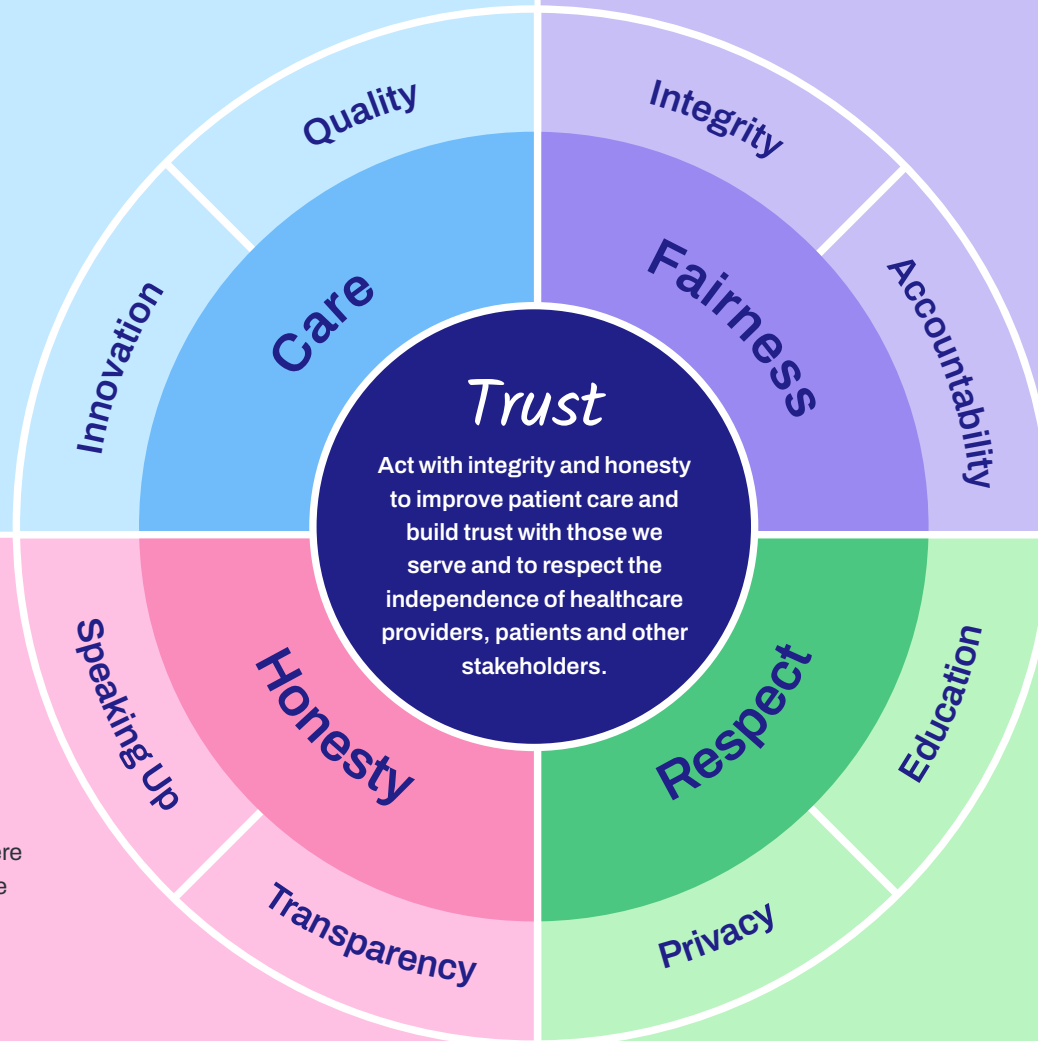 Quality
Integrity
Innovation
Care
Fairness
Accountability
Trust
Act with integrity and honesty
to improve patient care and
build trust with those we
serve and to respect the
independence of healthcare
providers, patients and other
stakeholders.
Speaking Up
Honesty
Respect
Education
Transparency
Privacy